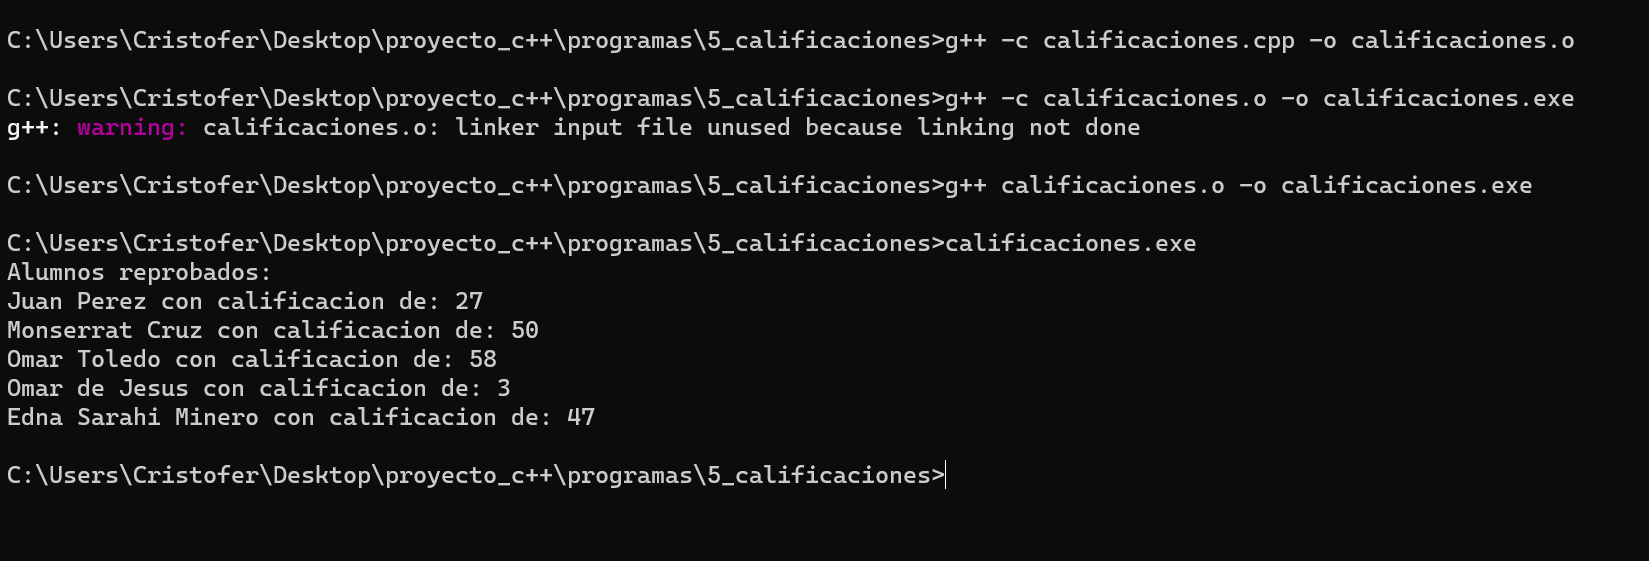 C:\Users\Cristofer\Desktop\proyecto_c++\programas\5_calificaciones>g++ -c calificaciones.cpp -o calificaciones.o
C:\Users\Cristofer\Desktop\proyecto_c++\programas\5_calificaciones>g++ -c calificaciones.o -o calificaciones.exe
g++: warning: calificaciones.o: linker input file unused because linking not done
C:\Users\Cristofer\Desktop\proyecto_c++\programas\5_calificaciones>g++ calificaciones.o -o calificaciones.exe
C:\Users\Cristofer\Desktop\proyecto_c++\programas\5_calificaciones>calificaciones.exe
Alumnos reprobados:
Juan Perez con calificacion de: 27
Monserrat Cruz con calificacion de: 50
Omar Toledo con calificacion de: 58
Omar de Jesus con calificacion de: 3
Edna Sarahi Minero con calificacion de: 47
C:\Users\Cristofer\Desktop\proyecto_c++\programas\5_calificaciones>